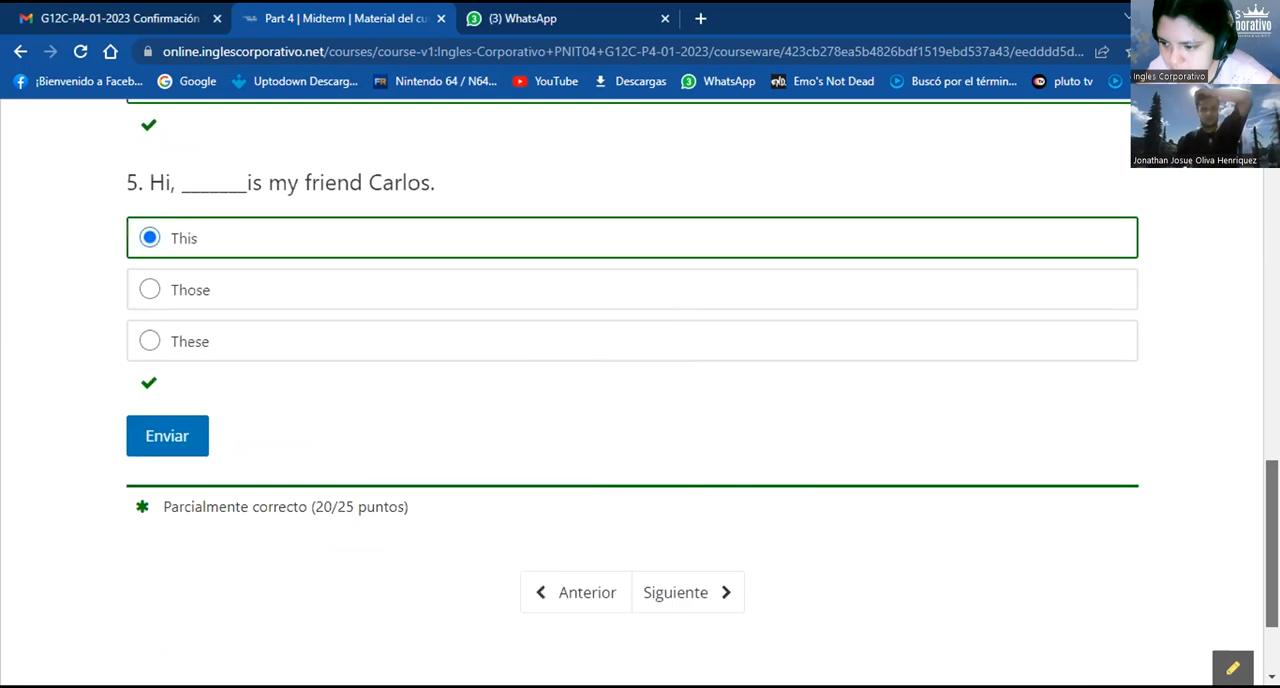 G12C-P4-01-2023 Confirmación
Part 4 | Midterm | Material del cu
(3) WhatsApp
online.inglescorporativo.net/courses/course-v1:Ingles-Corporativo+PNIT04+G12C-P4-01-2023/courseware/423cb278ea5b4826bdf1519ebd537a43/eedddd5d...
¡Bienvenido a Faceb...
Google
Uptodown Descarg...
Nintendo 64 / N64...
YouTube
Descargas
WhatsApp
Emo's Not Dead
Buscó por el términ...
pluto tv
Ingles Corporativo
Jonathan Josue Oliva Henriquez
5. Hi, _______is my friend Carlos.
This
Those
These
Enviar
Parcialmente correcto (20/25 puntos)
Anterior
Siguiente